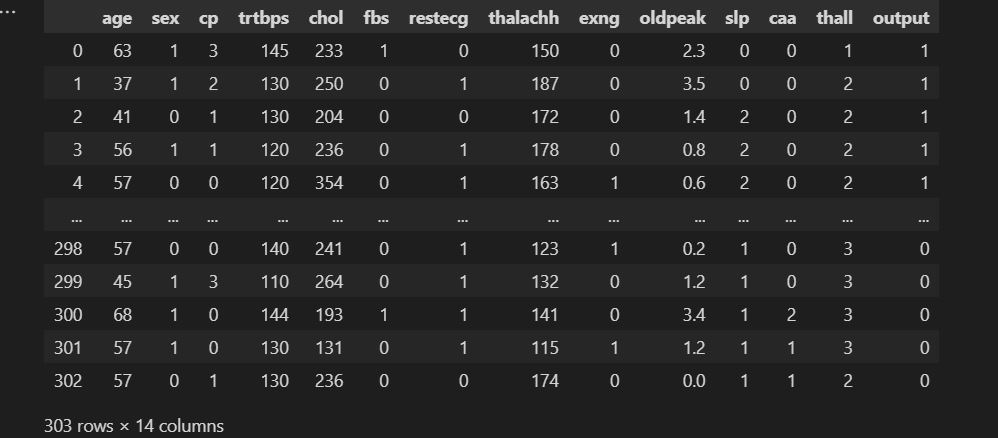 ...
age sex cp trtbps chol fbs restecg thalachh exng oldpeak slp caa thall output
0 63 1 3 145 233 1 0 150 0 2.3 0 0 1 1
1 37 1 2 130 250 0 1 187 0 3.5 0 0 2 1
2 41 0 1 130 204 0 0 172 0 1.4 2 0 2 1
3 56 1 1 120 236 0 1 178 0 0.8 2 0 2 1
4 57 0 0 120 354 0 1 163 1 0.6 2 0 2 1
... ... ... ... ... ... ... ... ... ... ... ... ... ... ...
298 57 0 0 140 241 0 1 123 1 0.2 1 0 3 0
299 45 1 3 110 264 0 1 132 0 1.2 1 0 3 0
300 68 1 0 144 193 1 1 141 0 3.4 1 2 3 0
301 57 1 0 130 131 0 1 115 1 1.2 1 1 3 0
302 57 0 1 130 236 0 0 174 0 0.0 1 1 2 0
303 rows × 14 columns